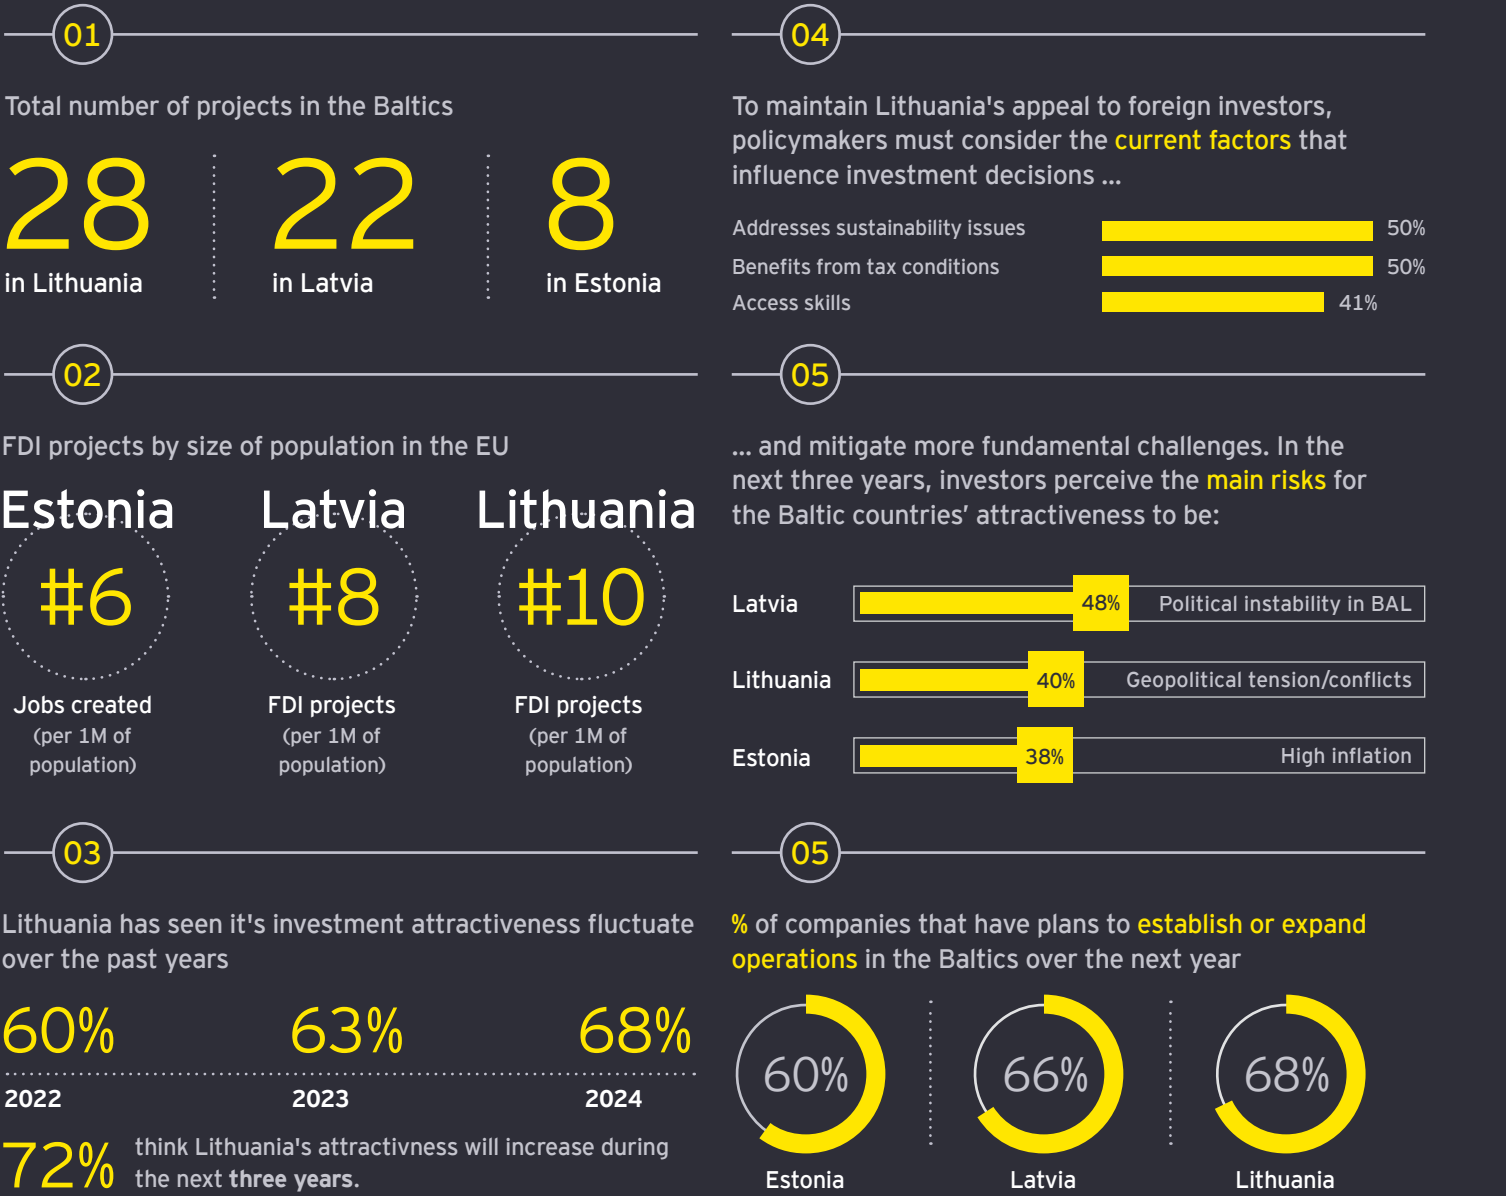 01
Total number of projects in the Baltics
28
in Lithuania
22
in Latvia
8
in Estonia
02
FDI projects by size of population in the EU
Estonia
#6
Jobs created
(per 1M of
population)
Latvia
#8
FDI projects
(per 1M of
population)
Lithuania
#10
FDI projects
(per 1M of
population)
03
Lithuania has seen it's investment attractiveness fluctuate
over the past years
60%
2022
63%
2023
68%
2024
72%
think Lithuania's attractivness will increase during
the next three years.
04
To maintain Lithuania's appeal to foreign investors,
policymakers must consider the current factors that
influence investment decisions ...
Addresses sustainability issues 50%
Benefits from tax conditions 50%
Access skills 41%
05
... and mitigate more fundamental challenges. In the
next three years, investors perceive the main risks for
the Baltic countries’ attractiveness to be:
Latvia 48% Political instability in BAL
Lithuania 40% Geopolitical tension/conflicts
Estonia 38% High inflation
05
% of companies that have plans to establish or expand
operations in the Baltics over the next year
60%
Estonia
66%
Latvia
68%
Lithuania